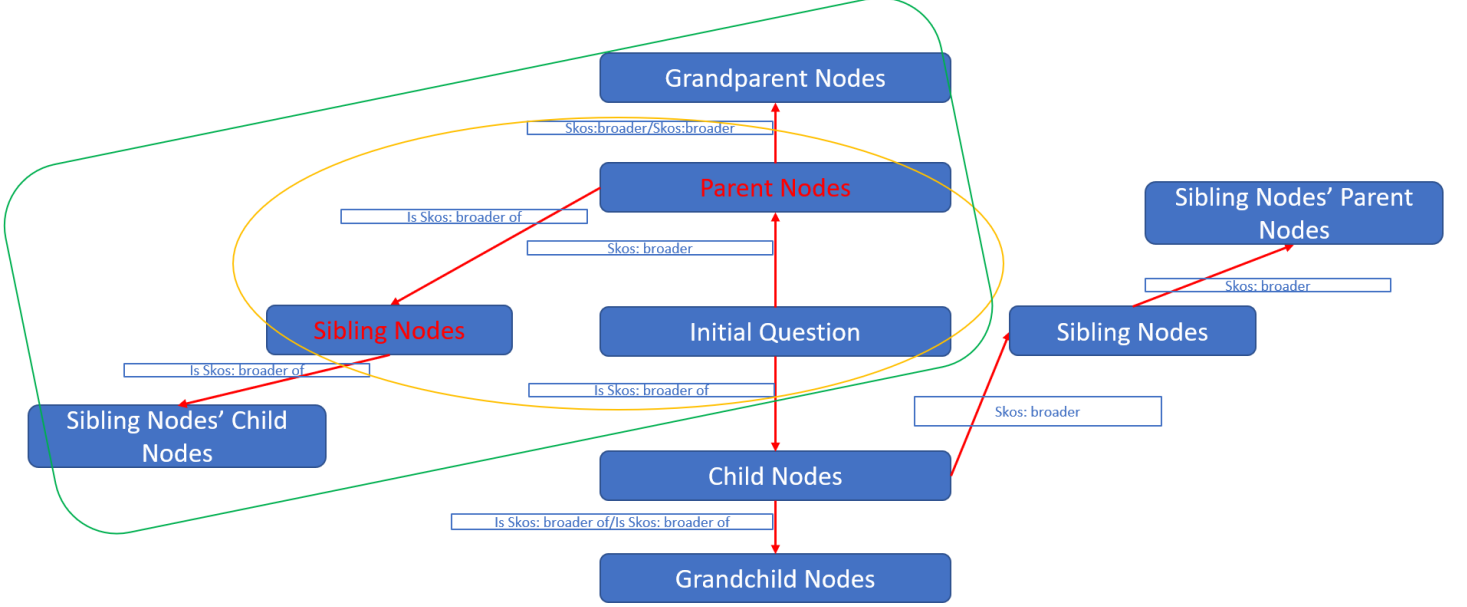 Grandparent Nodes
Skos:broader/Skos:broader
Parent Nodes
Sibling Nodes' Parent
Nodes
Is Skos: broader of
Skos: broader
Skos: broader
Sibling Nodes
Initial Question
Sibling Nodes
Is Skos: broader of
Is Skos: broader of
Skos: broader
Sibling Nodes' Child
Nodes
Child Nodes
Is Skos: broader of/Is Skos: broader of
Grandchild Nodes